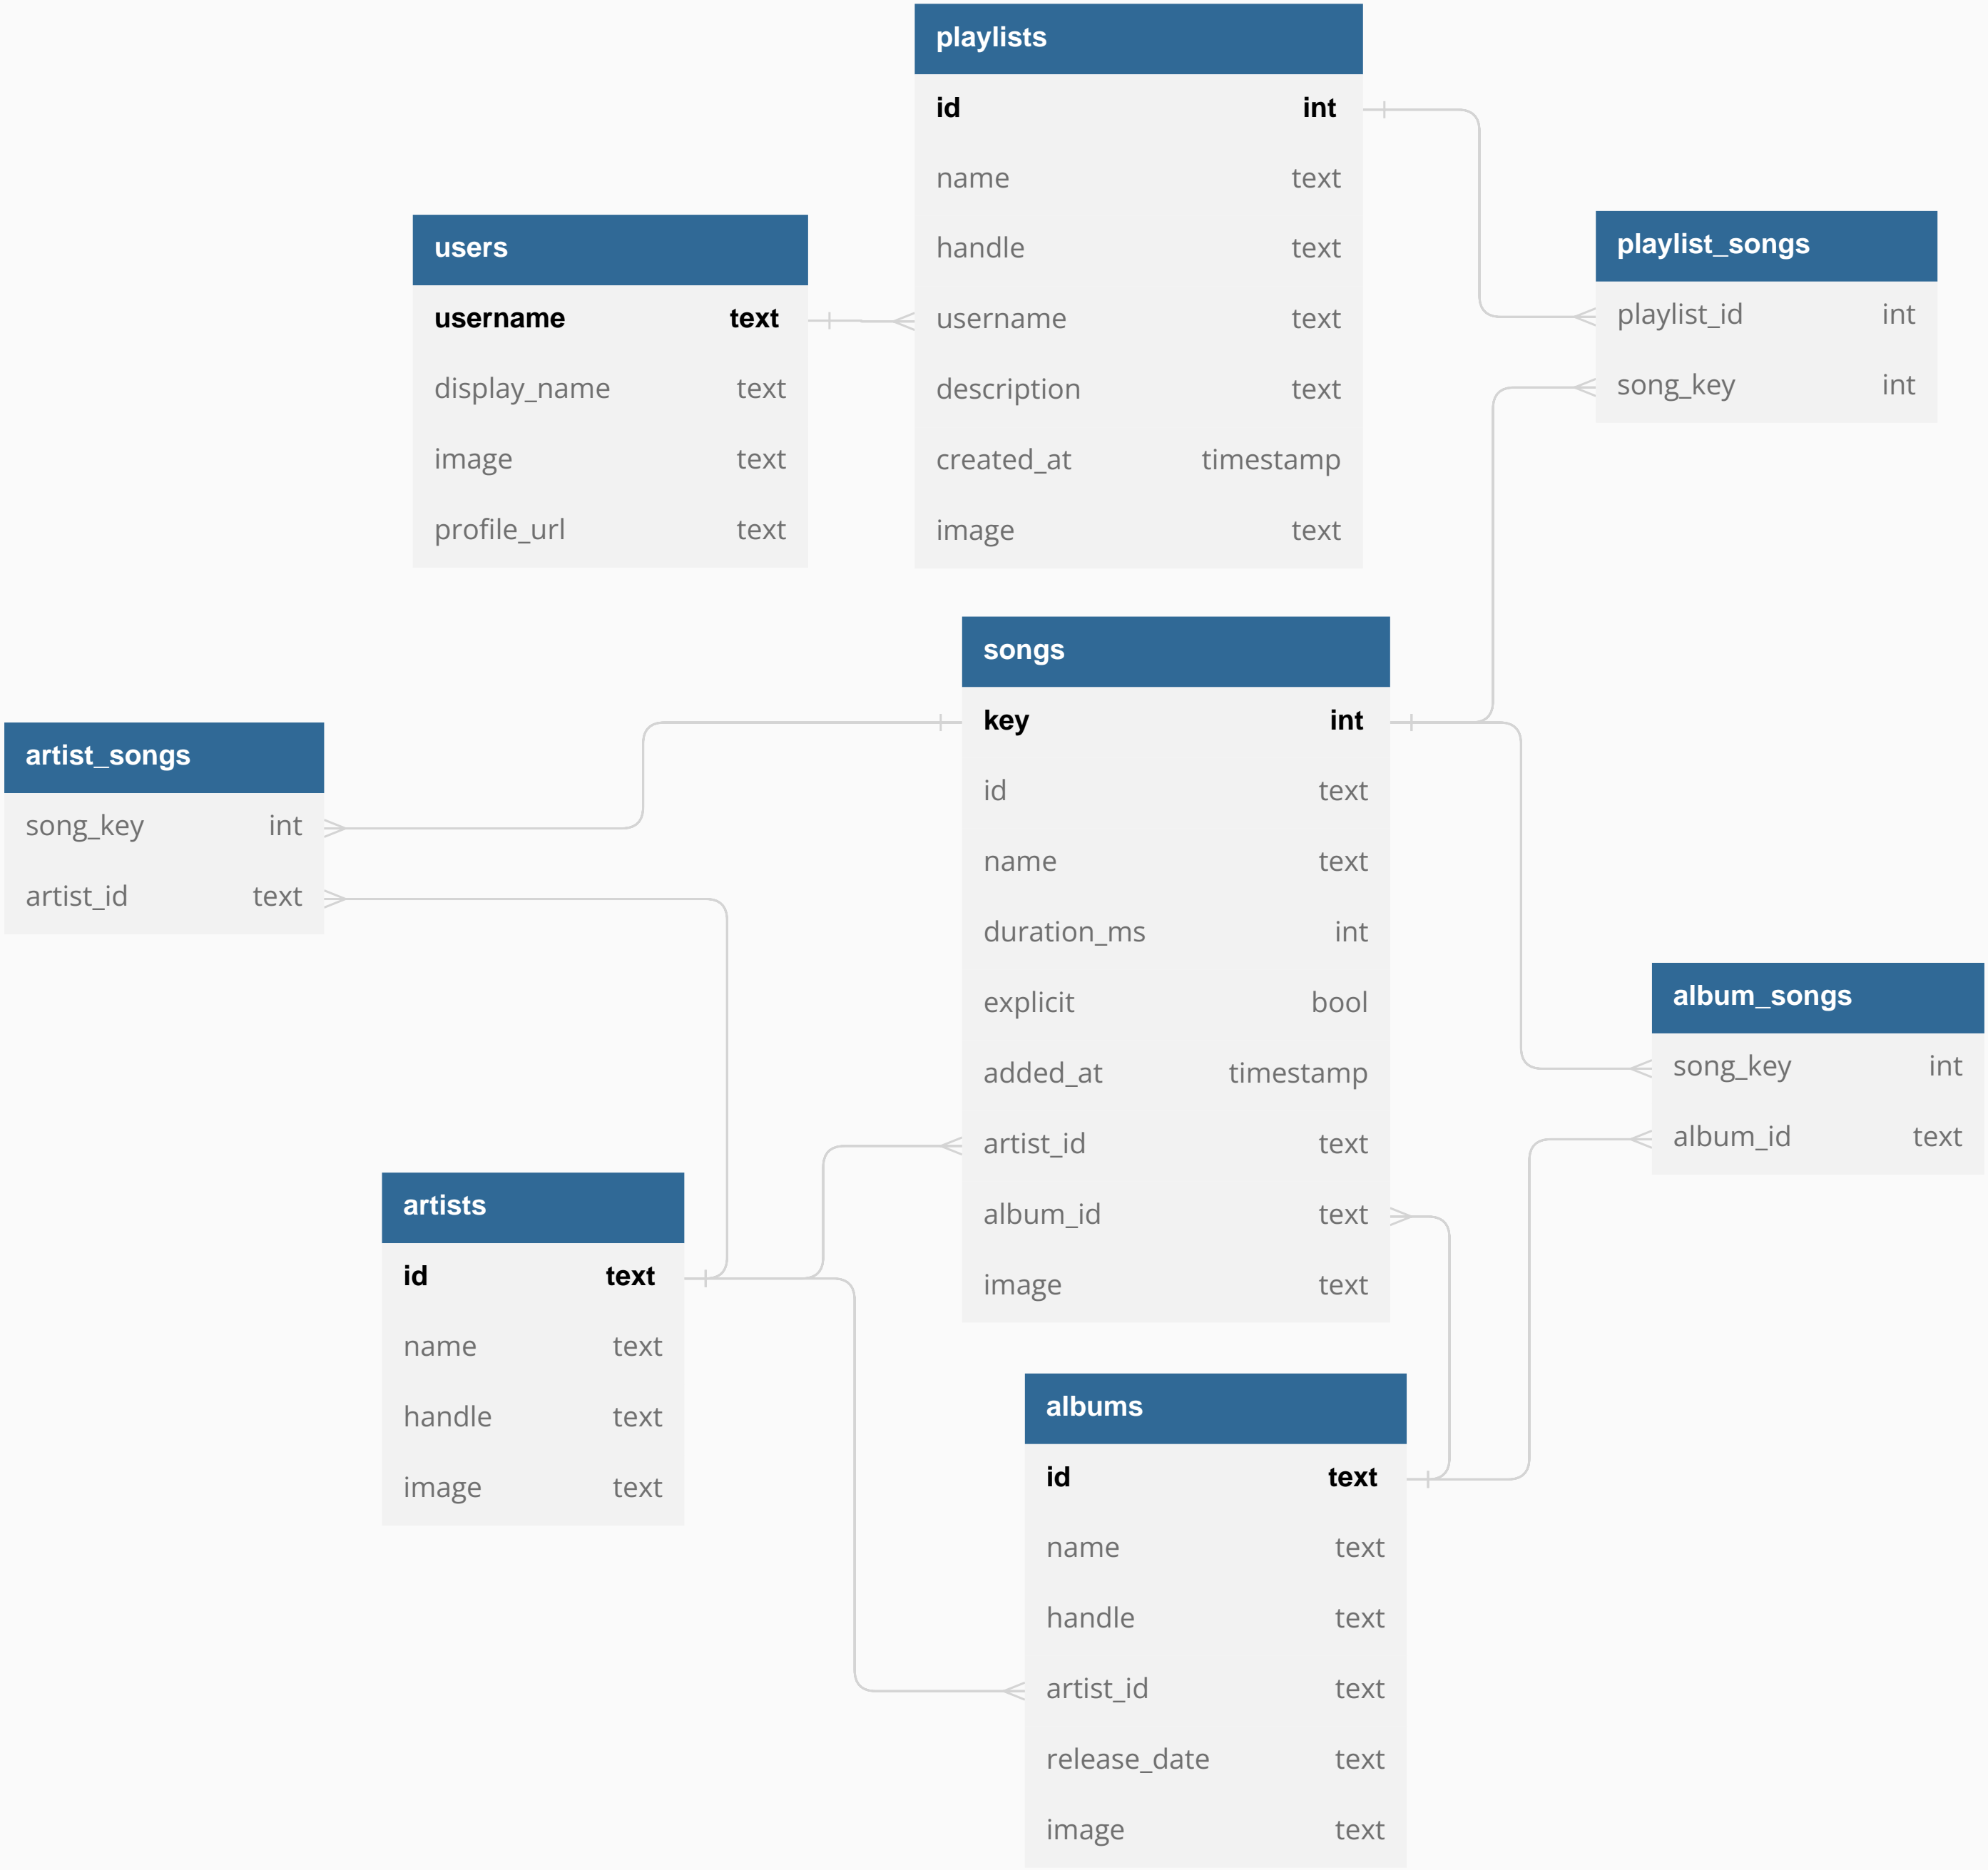 playlists
id int
name text
handle text
username text
description text
created_at timestamp
image text
users
username text
display_name text
image text
profile_url text
playlist_songs
playlist_id int
song_key int
songs
key int
id text
name text
duration_ms int
explicit bool
added_at timestamp
artist_id text
album_id text
image text
artist_songs
song_key int
artist_id text
album_songs
song_key int
album_id text
artists
id text
name text
handle text
image text
albums
id text
name text
handle text
artist_id text
release_date text
image text